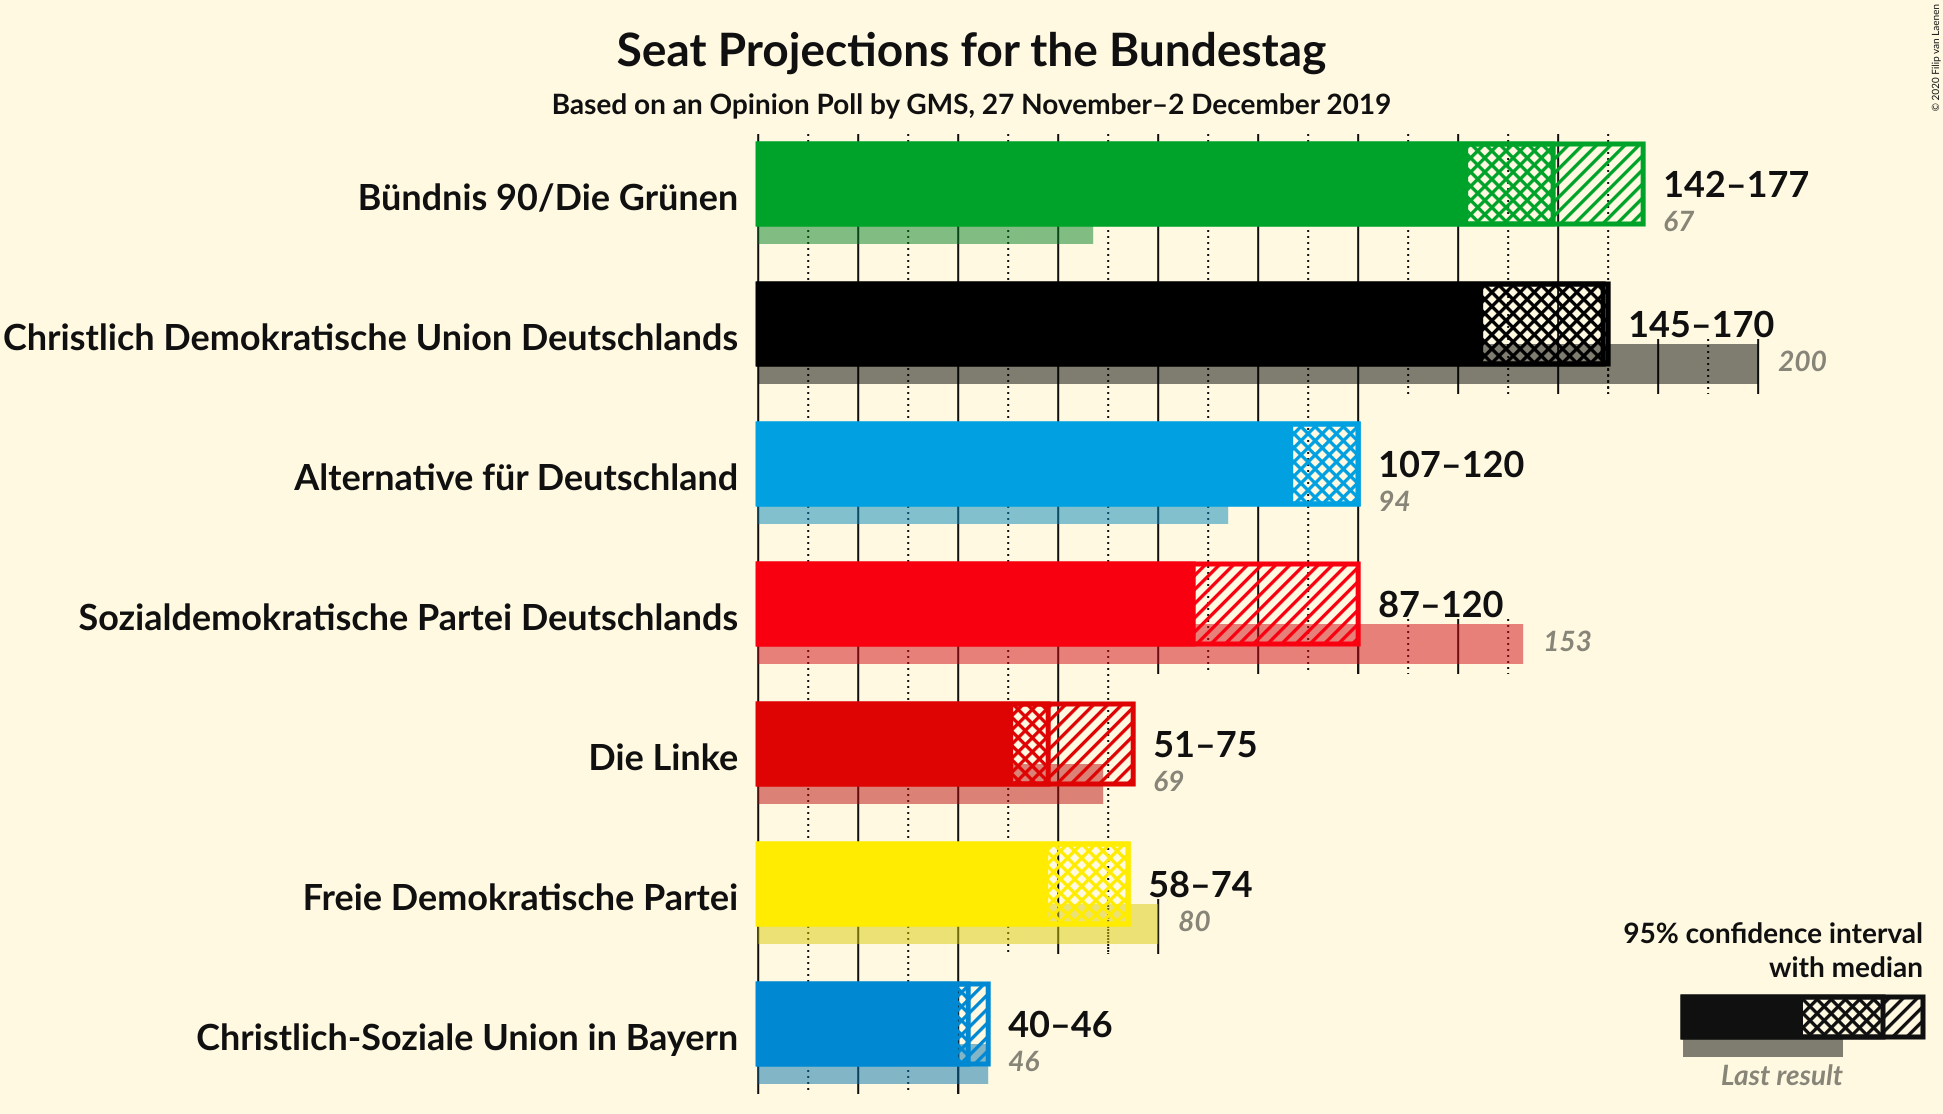 Seat Projections for the Bundestag
Based on an Opinion Poll by GMS, 27 November–2 December 2019
© 2020 Filip van Laenen
Bündnis 90/Die Grünen
142–177
67
Christlich Demokratische Union Deutschlands
145–170
200
Alternative für Deutschland
107–120
94
Sozialdemokratische Partei Deutschlands
87–120
153
Die Linke
51–75
69
Freie Demokratische Partei
58–74
80
Christlich-Soziale Union in Bayern
40–46
46
95% confidence interval
with median
Last result